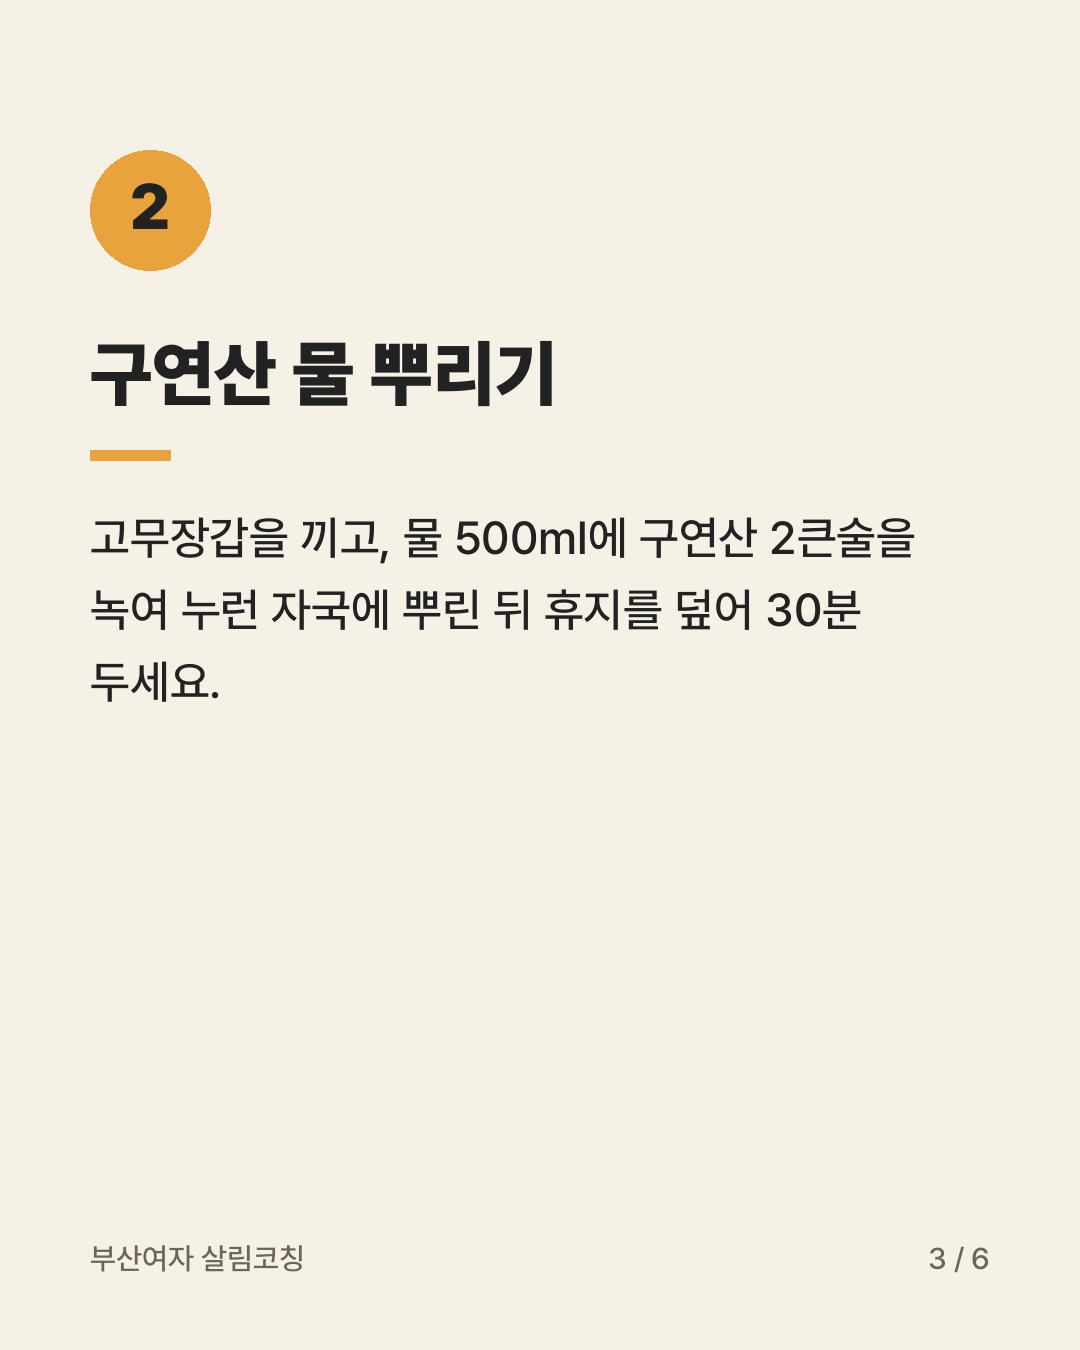 2
구연산 물 뿌리기
고무장갑을 끼고, 물 500ml에 구연산 2큰술을
녹여 누런 자국에 뿌린 뒤 휴지를 덮어 30분
두세요.
부산여자 살림코칭
3 / 6